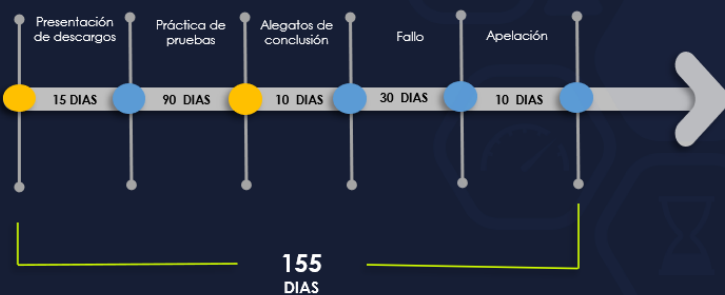 Presentación
de descargos
Práctica de
pruebas
Alegatos de
conclusión
Fallo
Apelación
15 DIAS
90 DIAS
10 DIAS
30 DIAS
10 DIAS
155
DIAS